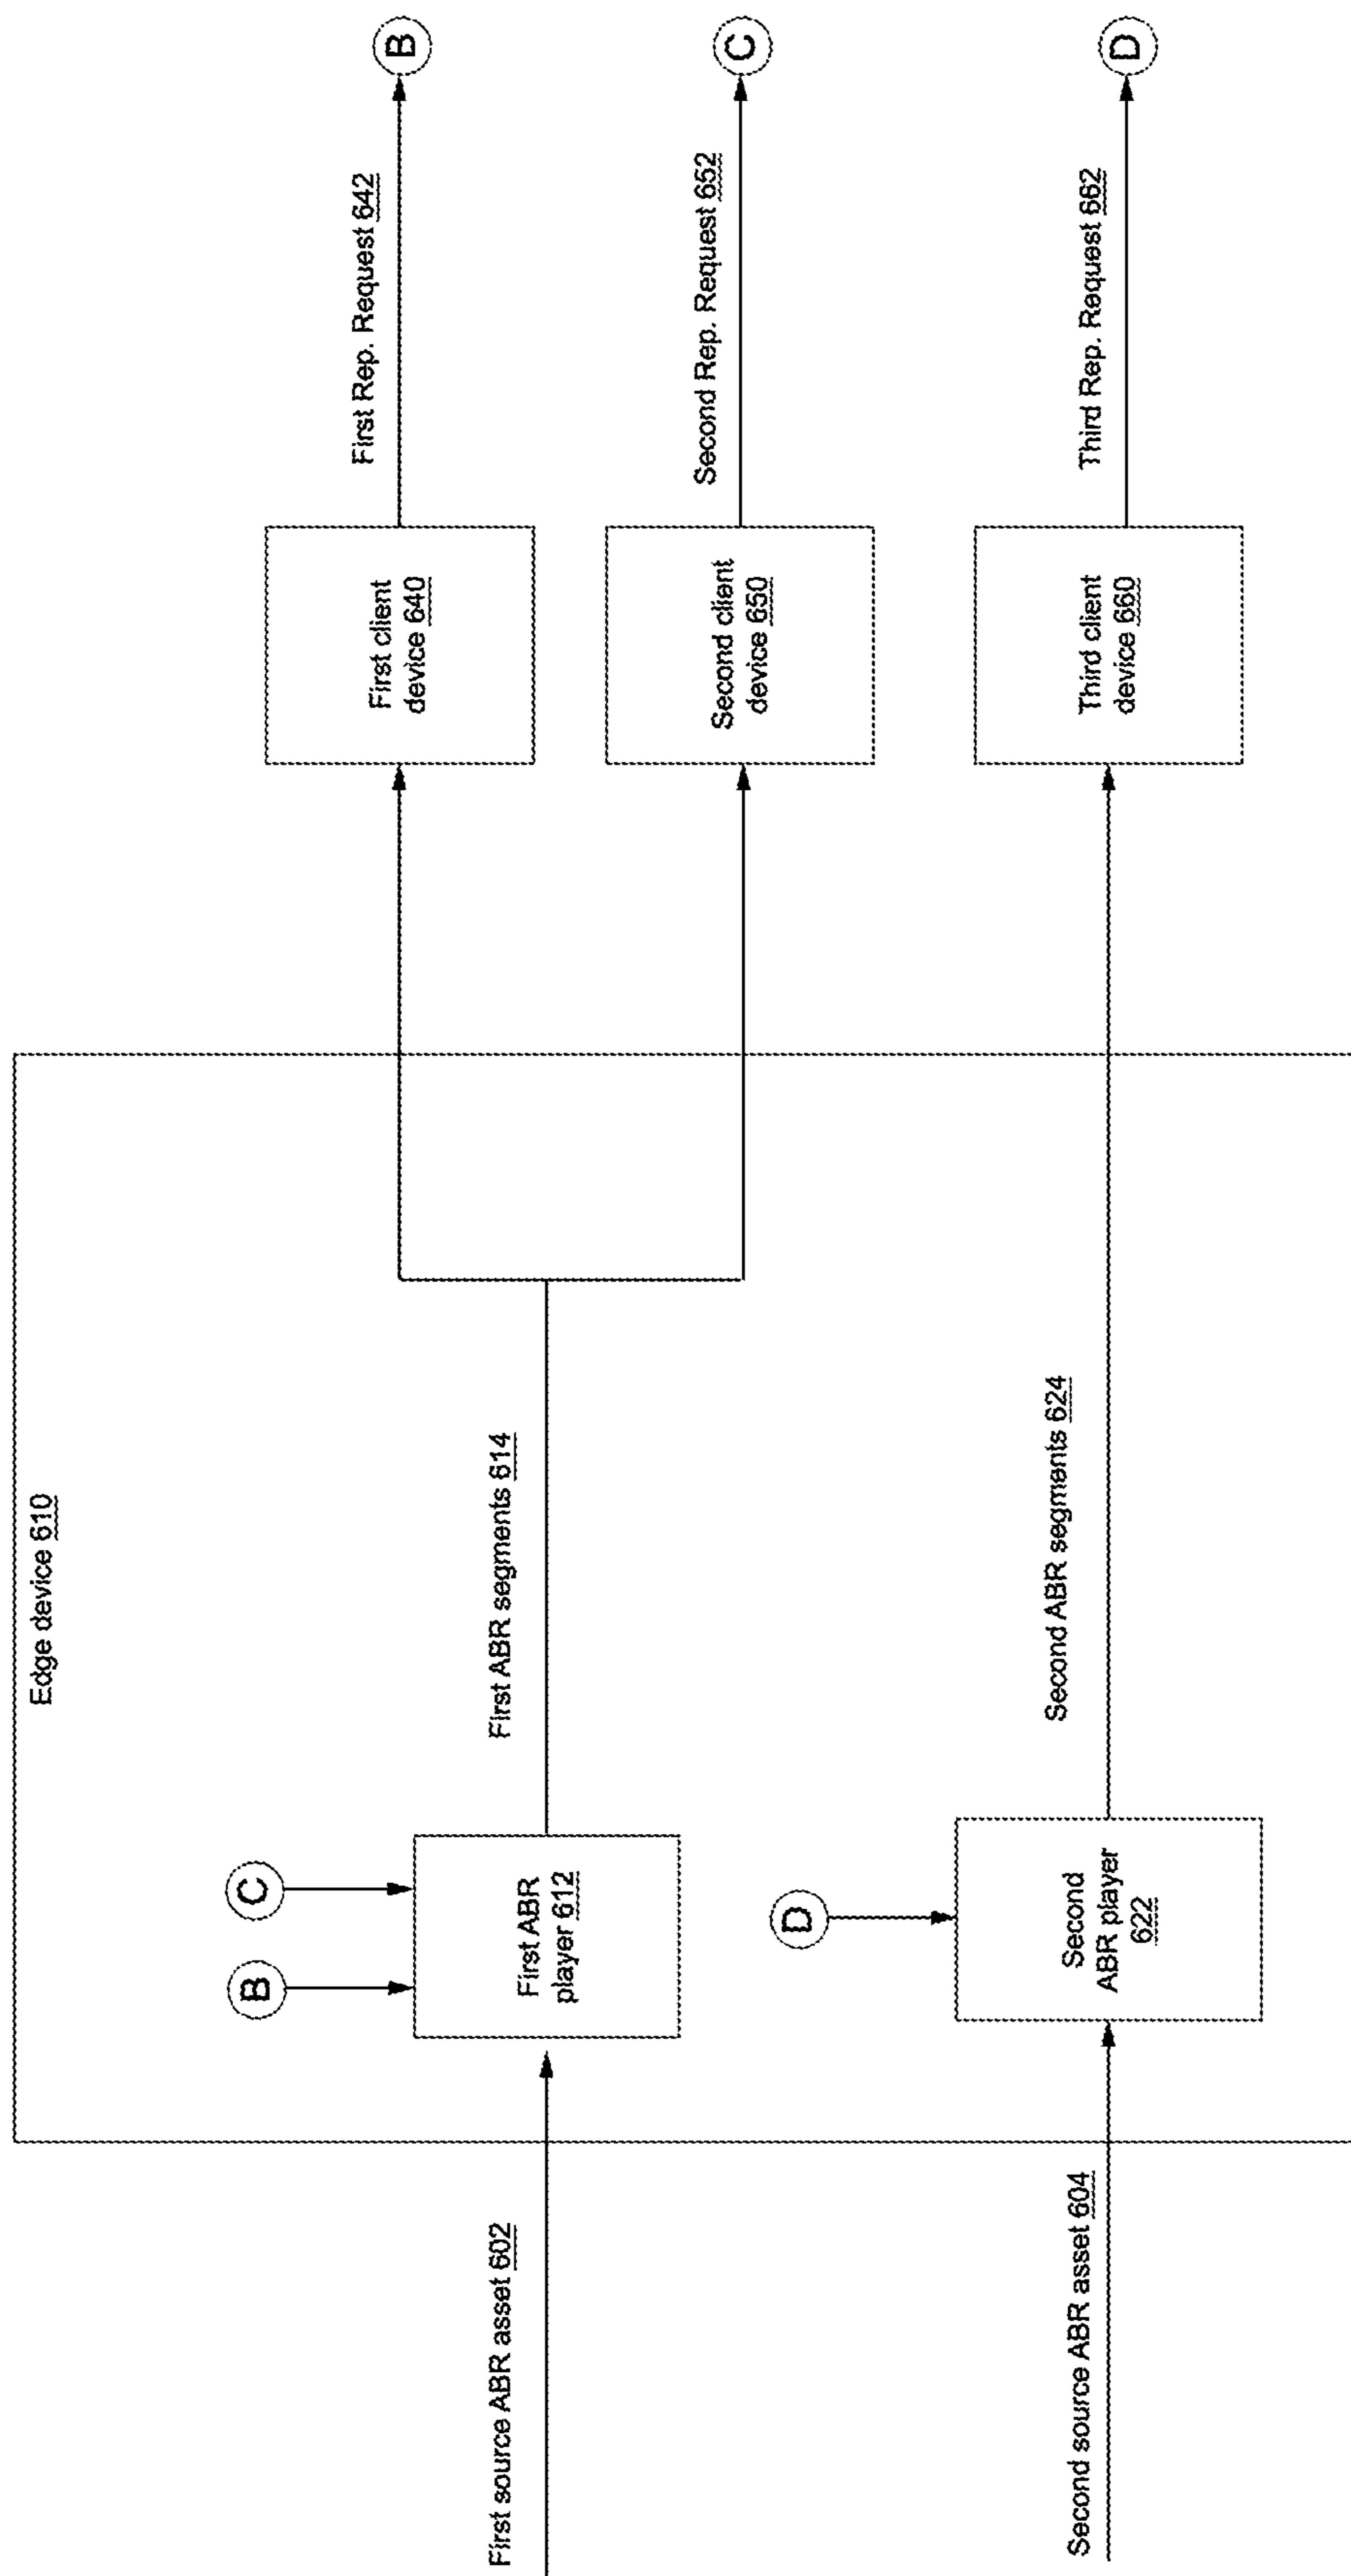 Edge device 610
First source ABR asset 602
B
C
First ABR
player 612
First ABR segments 614
First client
device 640
First Rep. Request 642
B
Second client
device 650
Second Rep. Request 652
C
Second source ABR asset 604
D
Second
ABR player
622
Second ABR segments 624
Third client
device 660
Third Rep. Request 662
D